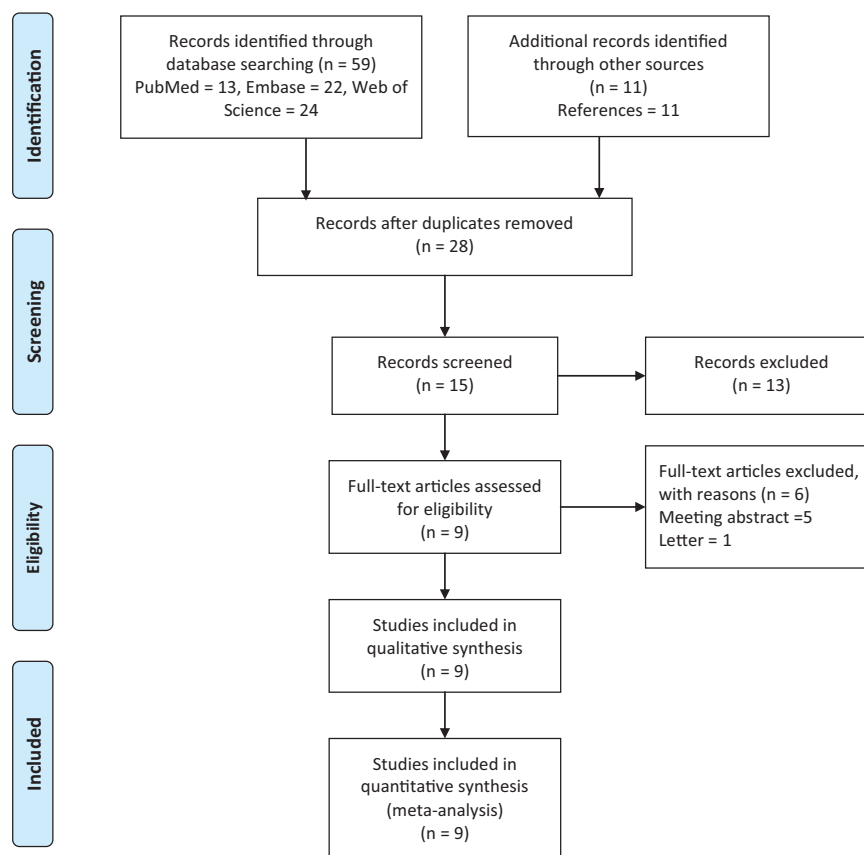 Identification
Records identified through
database searching (n = 59)
PubMed = 13, Embase = 22, Web of
Science = 24
Additional records identified
through other sources
(n = 11)
References = 11
Records after duplicates removed
(n = 28)
Screening
Records screened
(n = 15)
Records excluded
(n = 13)
Eligibility
Full-text articles assessed
for eligibility
(n = 9)
Full-text articles excluded,
with reasons (n = 6)
Meeting abstract =5
Letter = 1
Studies included in
qualitative synthesis
(n = 9)
Included
Studies included in
quantitative synthesis
(meta-analysis)
(n = 9)